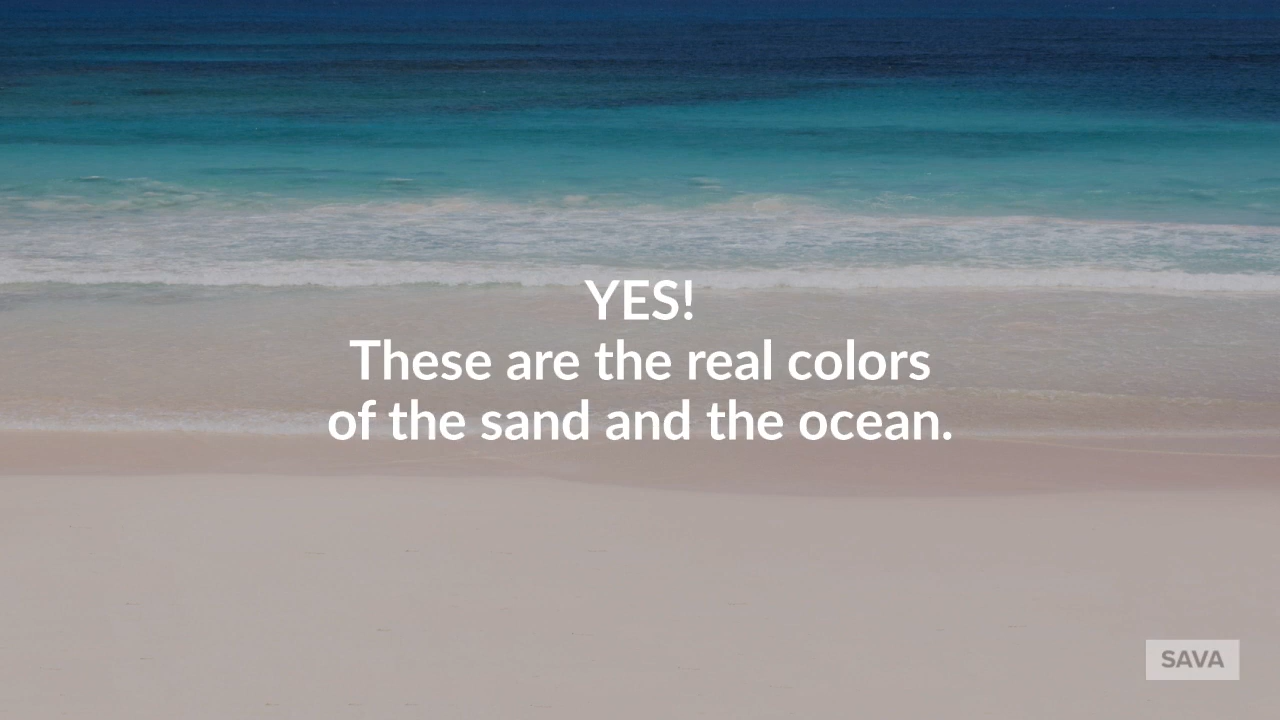 YES!
These are the real colors
of the sand and the ocean.
SAVA